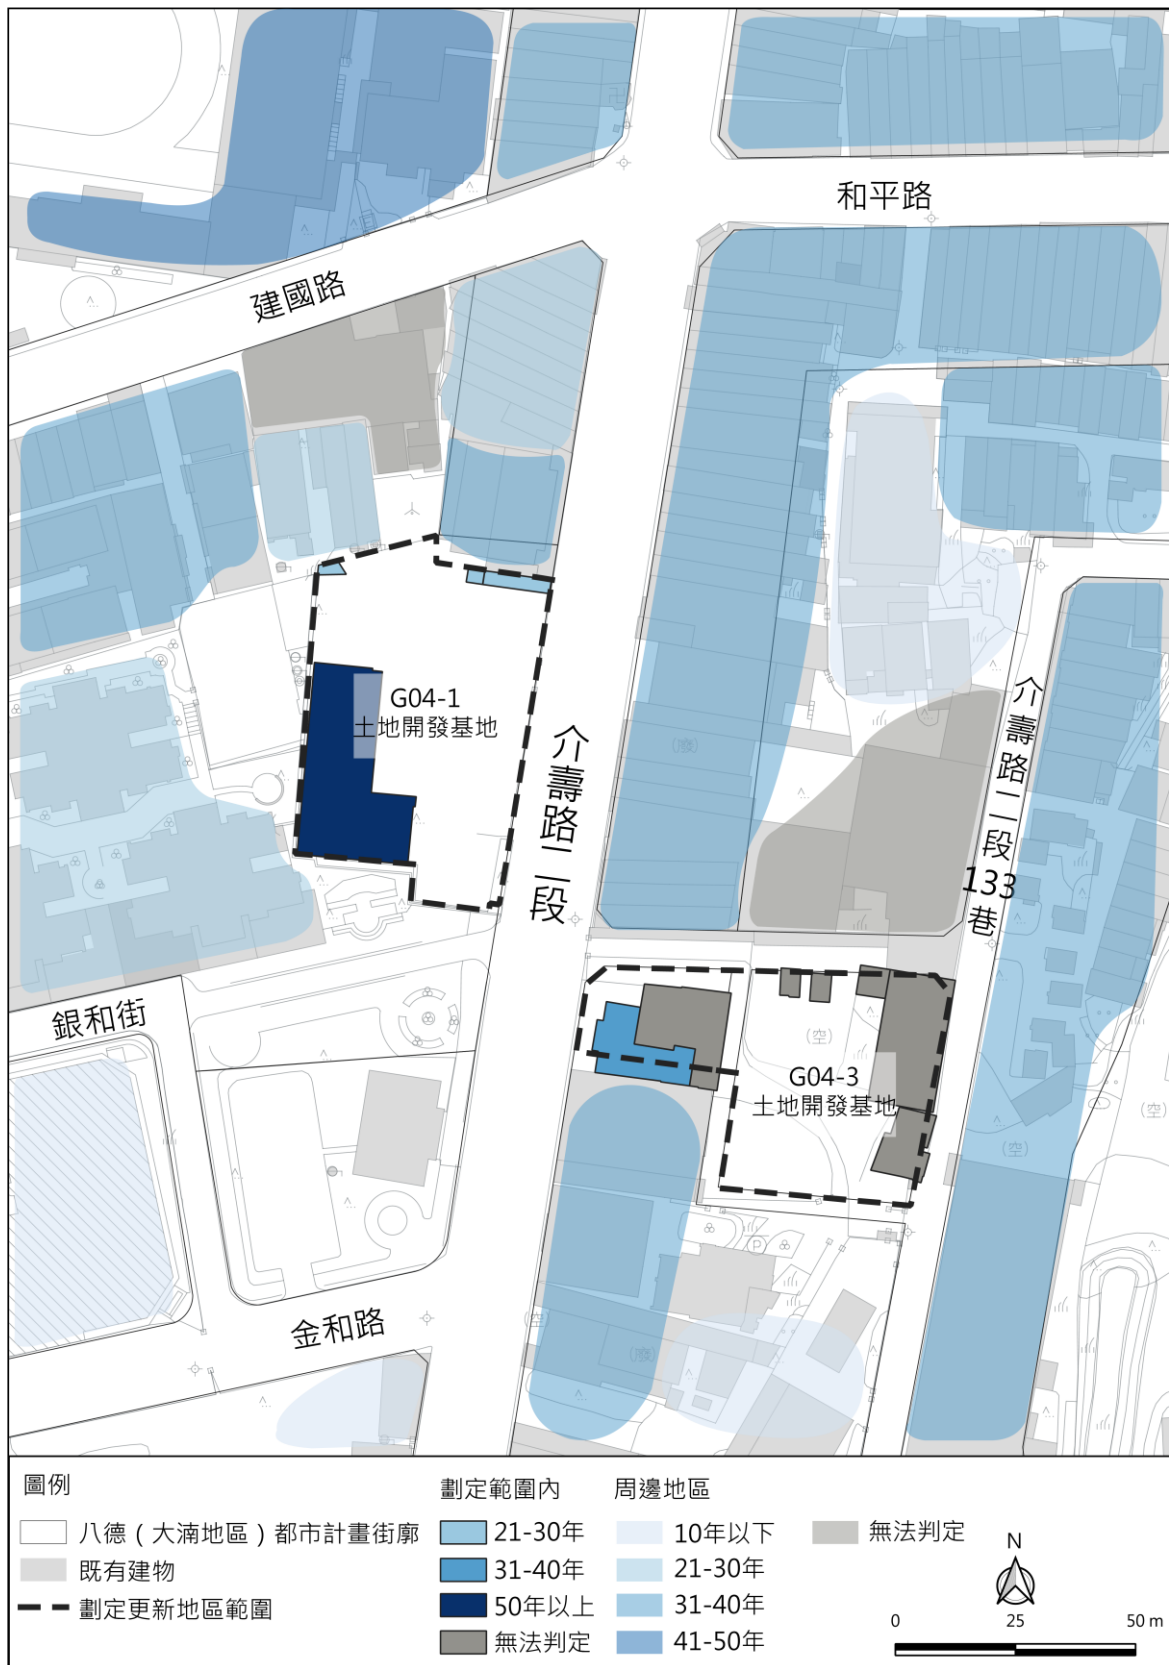 和平路
建國路
G04-1
土地開發基地
介壽路二段
介壽路二段133巷
銀和街
(空)
G04-3
土地開發基地
(空)
(空)
金和路
P
圖例
八德（大湳地區）都市計畫街廓
既有建物
劃定更新地區範圍
劃定範圍內
21-30年
31-40年
50年以上
無法判定
周邊地區
10年以下
21-30年
31-40年
41-50年
無法判定
N
0 25 50 m